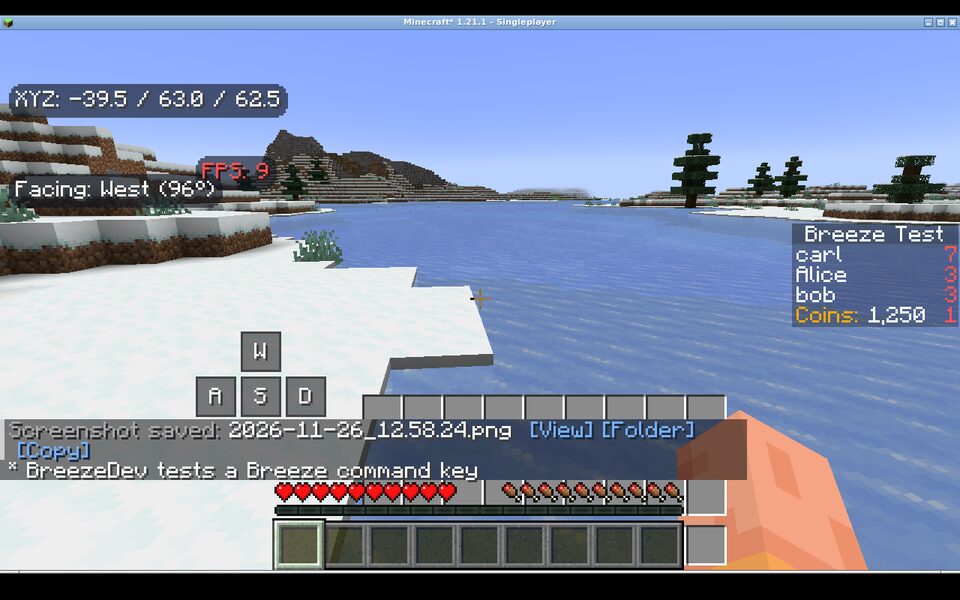 Minecraft* 1.21.1 - Singleplayer
XYZ: -39.5 / 63.0 / 62.5
FPS: 9
Facing: West (96°)
Breeze Test
carl 7
Alice 3
bob 3
Coins: 1,250 1
W
A S D
Screenshot saved: 2026-11-26_12.58.24.png [View] [Folder]
[Copy]
* BreezeDev tests a Breeze command key